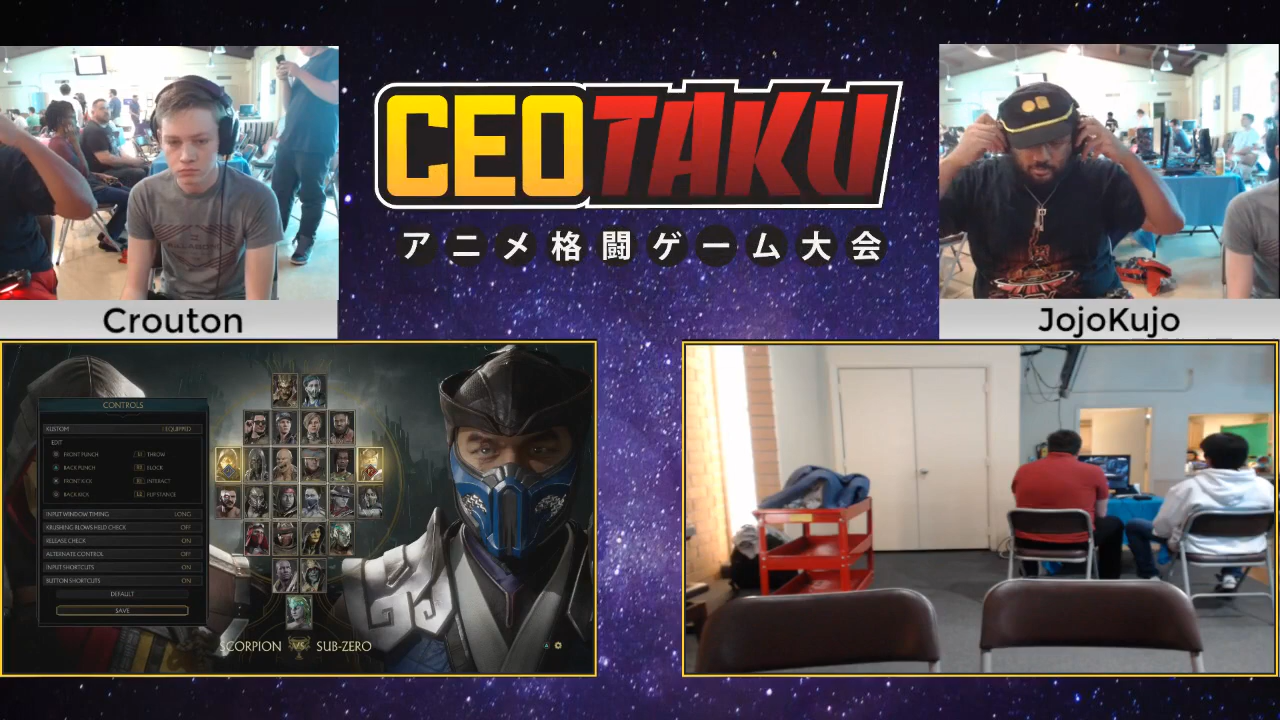 CEOTAKU
アニメ格闘ゲーム大会
Crouton
JojoKujo
CONTROLS
KUSTOM EQUIPPED
EDIT
FRONT PUNCH THROW
BACK PUNCH BLOCK
FRONT KICK INTERACT
BACK KICK FLIP STANCE
INPUT WINDOW TIMING LONG
KRUSHING BLOWS HELD CHECK OFF
RELEASE CHECK ON
ALTERNATE CONTROL OFF
INPUT SHORTCUTS ON
BUTTON SHORTCUTS ON
DEFAULT
SAVE
SCORPION VS SUB-ZERO